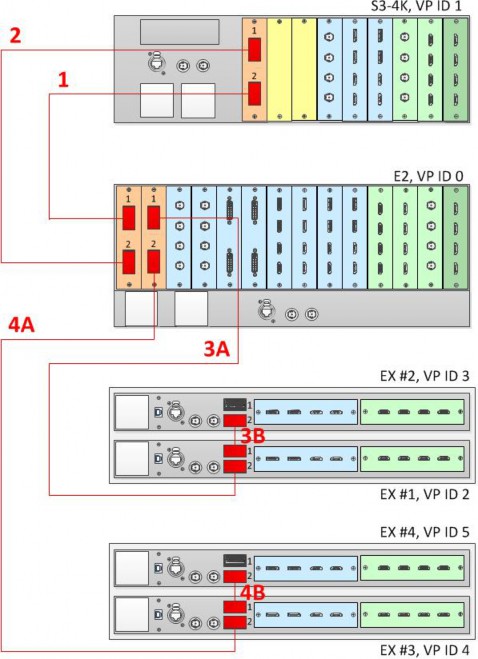 S3-4K, VP ID 1
2
1
1
2
E2, VP ID 0
1
1
2
2
4A
3A
EX #2, VP ID 3
1
2
3B
1
2
EX #1, VP ID 2
EX #4, VP ID 5
1
2
4B
1
2
EX #3, VP ID 4